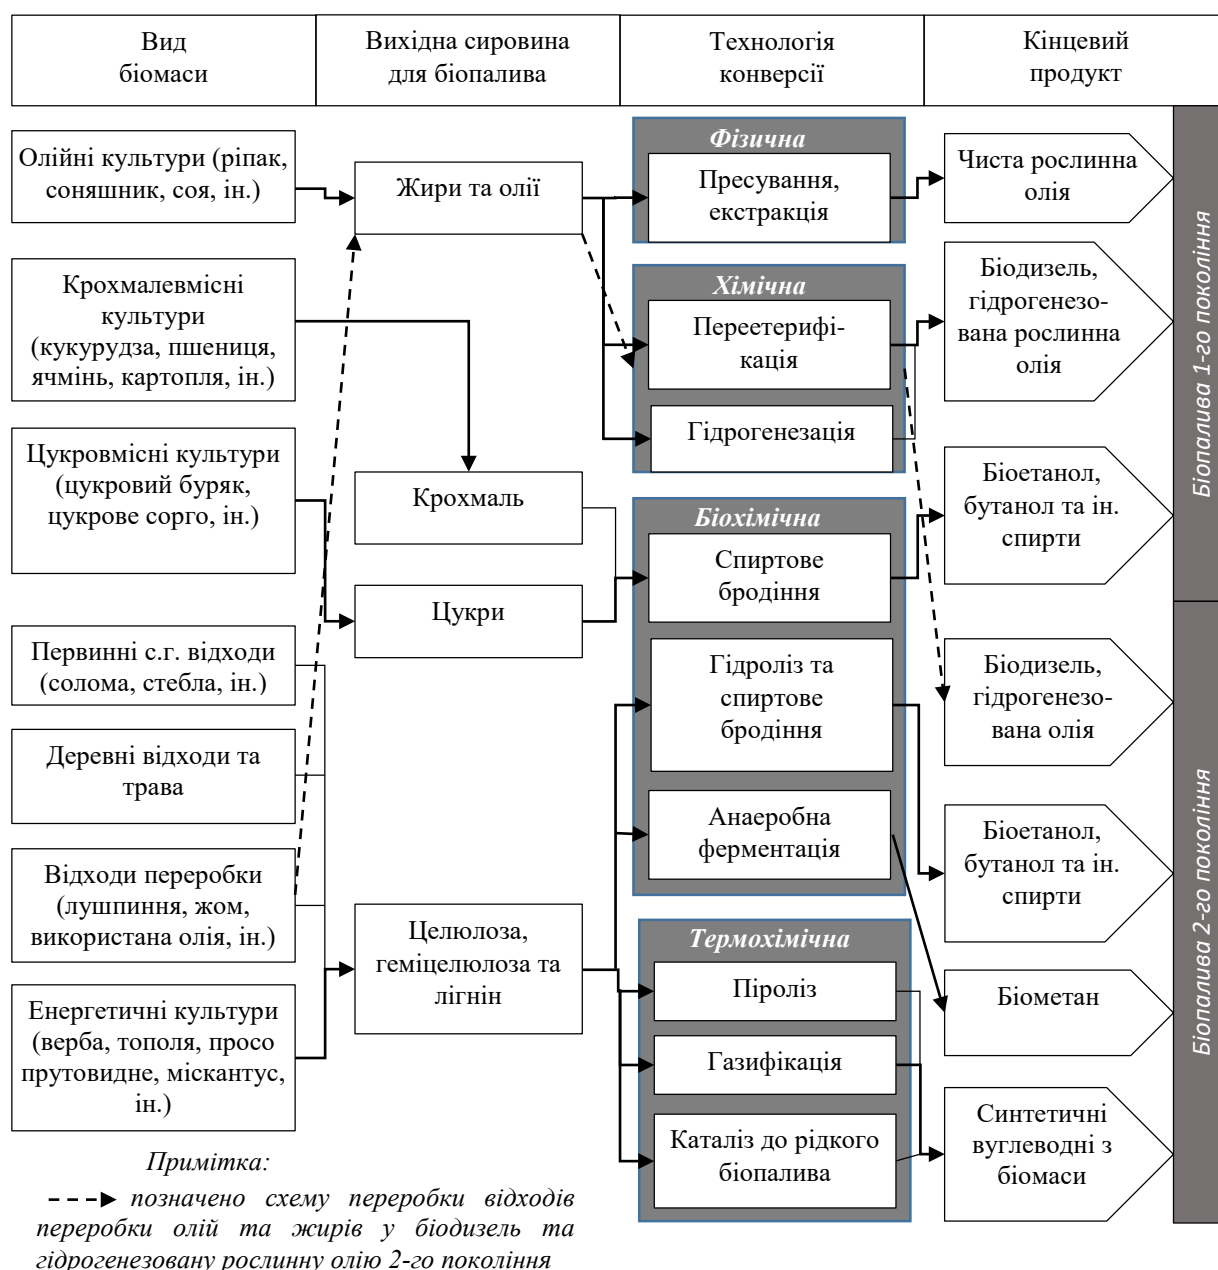 Вид
біомаси
Вихідна сировина
для біопалива
Технологія
конверсії
Кінцевий
продукт
Олійні культури (ріпак,
соняшник, соя, ін.)
Крохмалевмісні
культури
(кукурудза, пшениця,
ячмінь, картопля, ін.)
Цукровмісні культури
(цукровий буряк,
цукрове сорго, ін.)
Первинні с.г. відходи
(солома, стебла, ін.)
Деревні відходи та
трава
Відходи переробки
(лушпиння, жом,
використана олія, ін.)
Енергетичні культури
(верба, тополя, просо
прутовидне, міскантус,
ін.)
Жири та олії
Крохмаль
Цукри
Целюлоза,
геміцелюлоза та
лігнін
Фізична
Пресування,
екстракція
Хімічна
Переетерифі-
кація
Гідрогенезація
Біохімічна
Спиртове
бродіння
Гідроліз та
спиртове
бродіння
Анаеробна
ферментація
Термохімічна
Піроліз
Газифікація
Каталіз до рідкого
біопалива
Чиста рослинна
олія
Біодизель,
гідрогенезо-
вана рослинна
олія
Біоетанол,
бутанол та ін.
спирти
Біодизель,
гідрогенезо-
вана олія
Біоетанол,
бутанол та ін.
спирти
Біометан
Синтетичні
вуглеводні з
біомаси
Біопалива 1-го покоління
Біопалива 2-го покоління
Примітка:
позначено схему переробки відходів
переробки олій та жирів у біодизель та
гідрогенезовану рослинну олію 2-го покоління